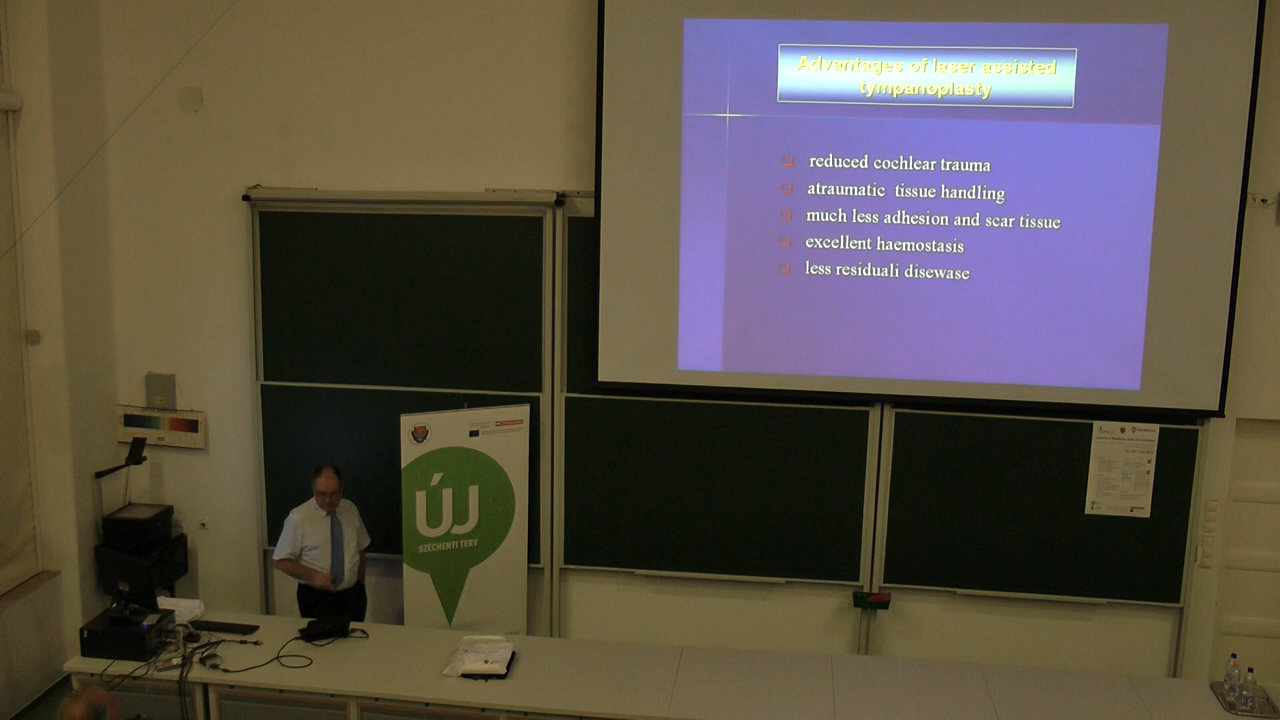 Advantages of laser assisted
tympanoplasty
reduced cochlear trauma
atraumatic tissue handling
much less adhesion and scar tissue
excellent haemostasis
less residuali disewase
ÚJ
SZÉCHENYI TERV